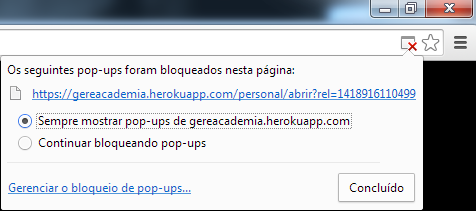 Os seguintes pop-ups foram bloqueados nesta página:
https://gereacademia.herokuapp.com/personal/abrir?rel=1418916110499
Sempre mostrar pop-ups de gereacademia.herokuapp.com
Continuar bloqueando pop-ups
Gerenciar o bloqueio de pop-ups...
Concluído